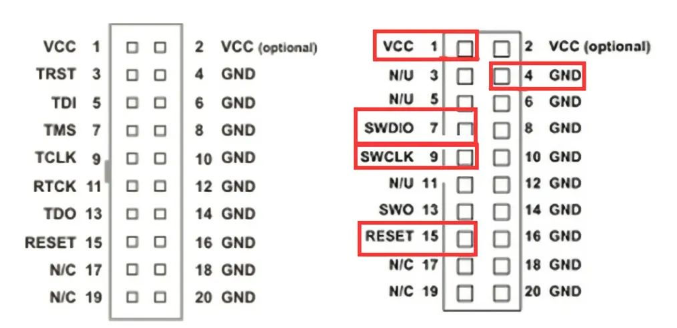 VCC 1 2 VCC (optional)
TRST 3 4 GND
TDI 5 6 GND
TMS 7 8 GND
TCLK 9 10 GND
RTCK 11 12 GND
TDO 13 14 GND
RESET 15 16 GND
N/C 17 18 GND
N/C 19 20 GND
VCC 1 2 VCC (optional)
N/U 3 4 GND
N/U 5 6 GND
SWDIO 7 8 GND
SWCLK 9 10 GND
N/U 11 12 GND
SWO 13 14 GND
RESET 15 16 GND
N/C 17 18 GND
N/C 19 20 GND